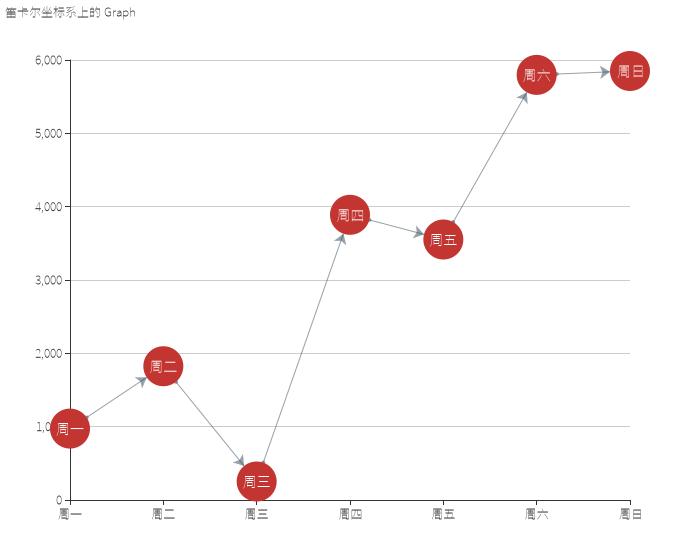 笛卡尔坐标系上的 Graph
6,000
5,000
4,000
3,000
2,000
0
周六
周日
周四
周五
周二
周一
周三
周一
周二
周三
周四
周五
周六
周日